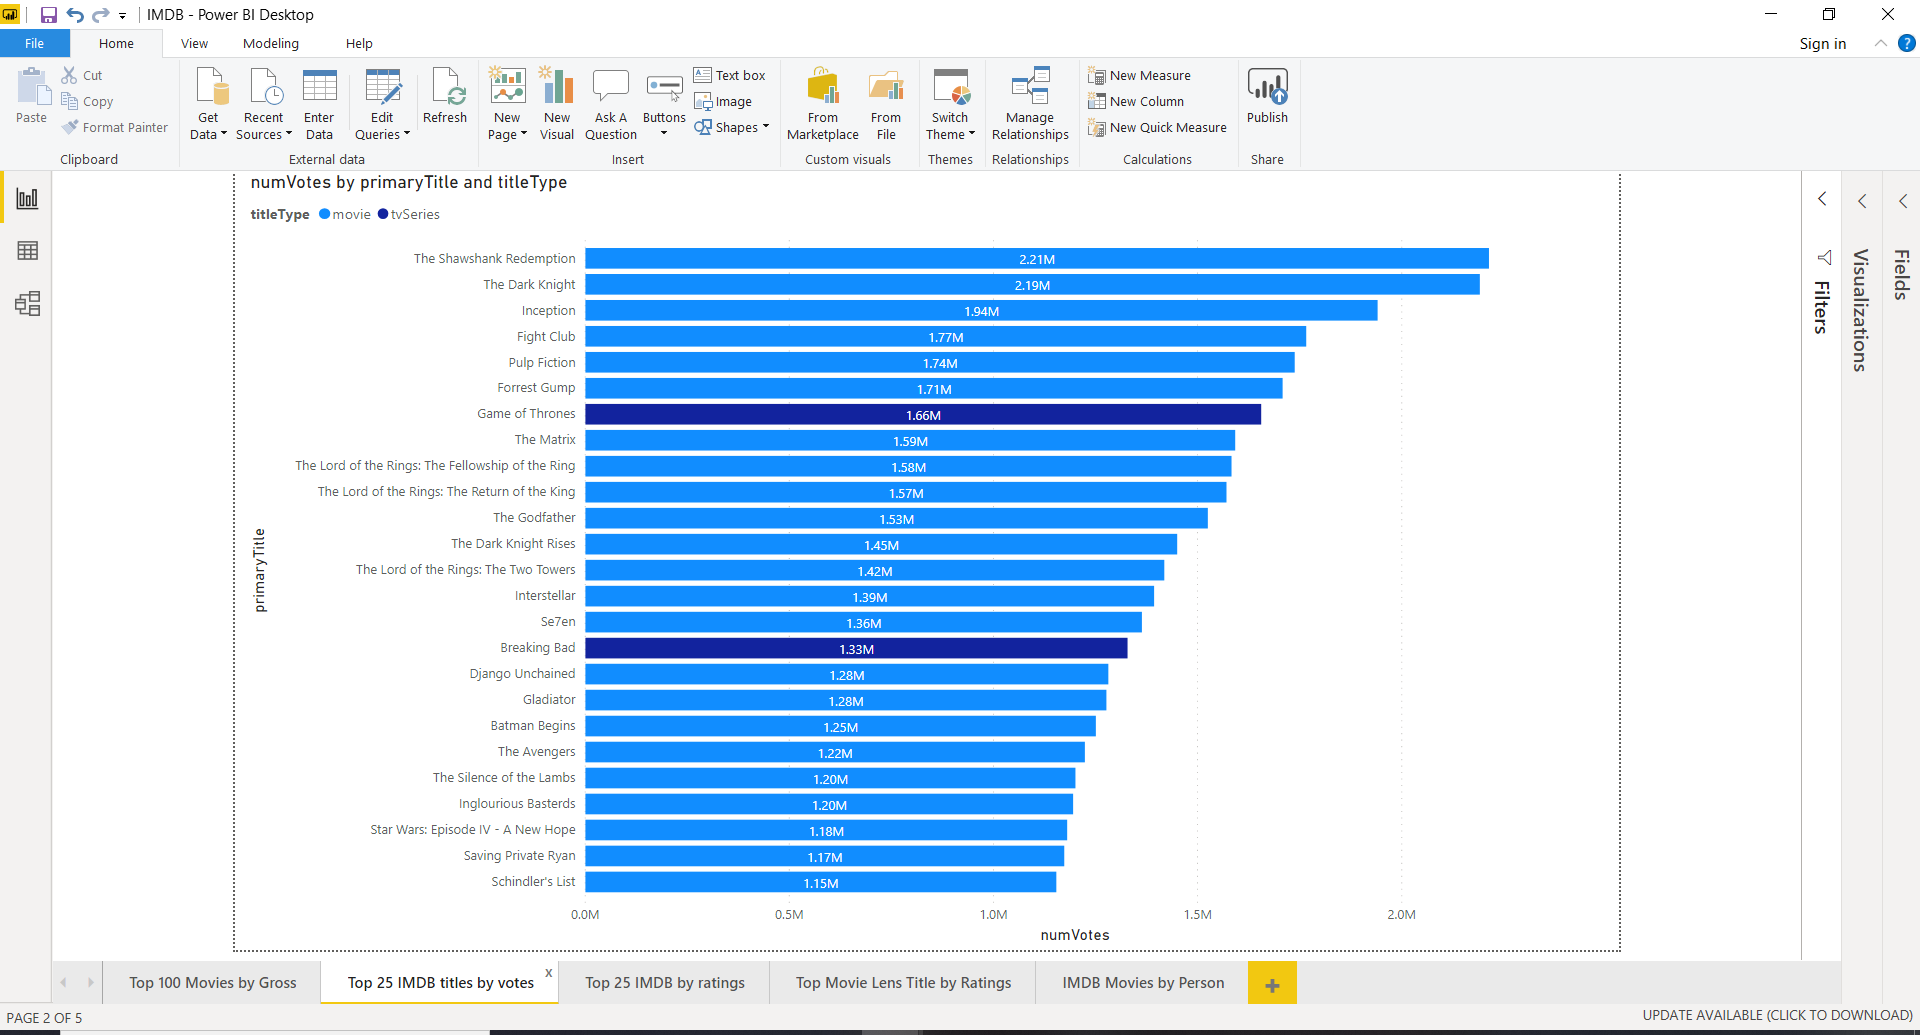 IMDB - Power BI Desktop
File Home View Modeling Help Sign in ?
Paste
Cut
Copy
Format Painter
Clipboard
Get Data
Recent Sources
Enter Data
External data
Edit Queries
Refresh
New Page
New Visual
Ask A Question
Buttons
Text box
Image
Shapes
Insert
From Marketplace
From File
Custom visuals
Switch Theme
Themes
Manage Relationships
Relationships
New Measure
New Column
New Quick Measure
Calculations
Publish
Share
numVotes by primaryTitle and titleType
titleType movie tvSeries
The Shawshank Redemption 2.21M
The Dark Knight 2.19M
Inception 1.94M
Fight Club 1.77M
Pulp Fiction 1.74M
Forrest Gump 1.71M
Game of Thrones 1.66M
The Matrix 1.59M
The Lord of the Rings: The Fellowship of the Ring 1.58M
The Lord of the Rings: The Return of the King 1.57M
The Godfather 1.53M
The Dark Knight Rises 1.45M
The Lord of the Rings: The Two Towers 1.42M
Interstellar 1.39M
Se7en 1.36M
Breaking Bad 1.33M
Django Unchained 1.28M
Gladiator 1.28M
Batman Begins 1.25M
The Avengers 1.22M
The Silence of the Lambs 1.20M
Inglourious Basterds 1.20M
Star Wars: Episode IV - A New Hope 1.18M
Saving Private Ryan 1.17M
Schindler's List 1.15M
primaryTitle
0.0M 0.5M 1.0M 1.5M 2.0M
numVotes
Filters
Visualizations
Fields
Top 100 Movies by Gross
Top 25 IMDB titles by votes x
Top 25 IMDB by ratings
Top Movie Lens Title by Ratings
IMDB Movies by Person
+
PAGE 2 OF 5
UPDATE AVAILABLE (CLICK TO DOWNLOAD)